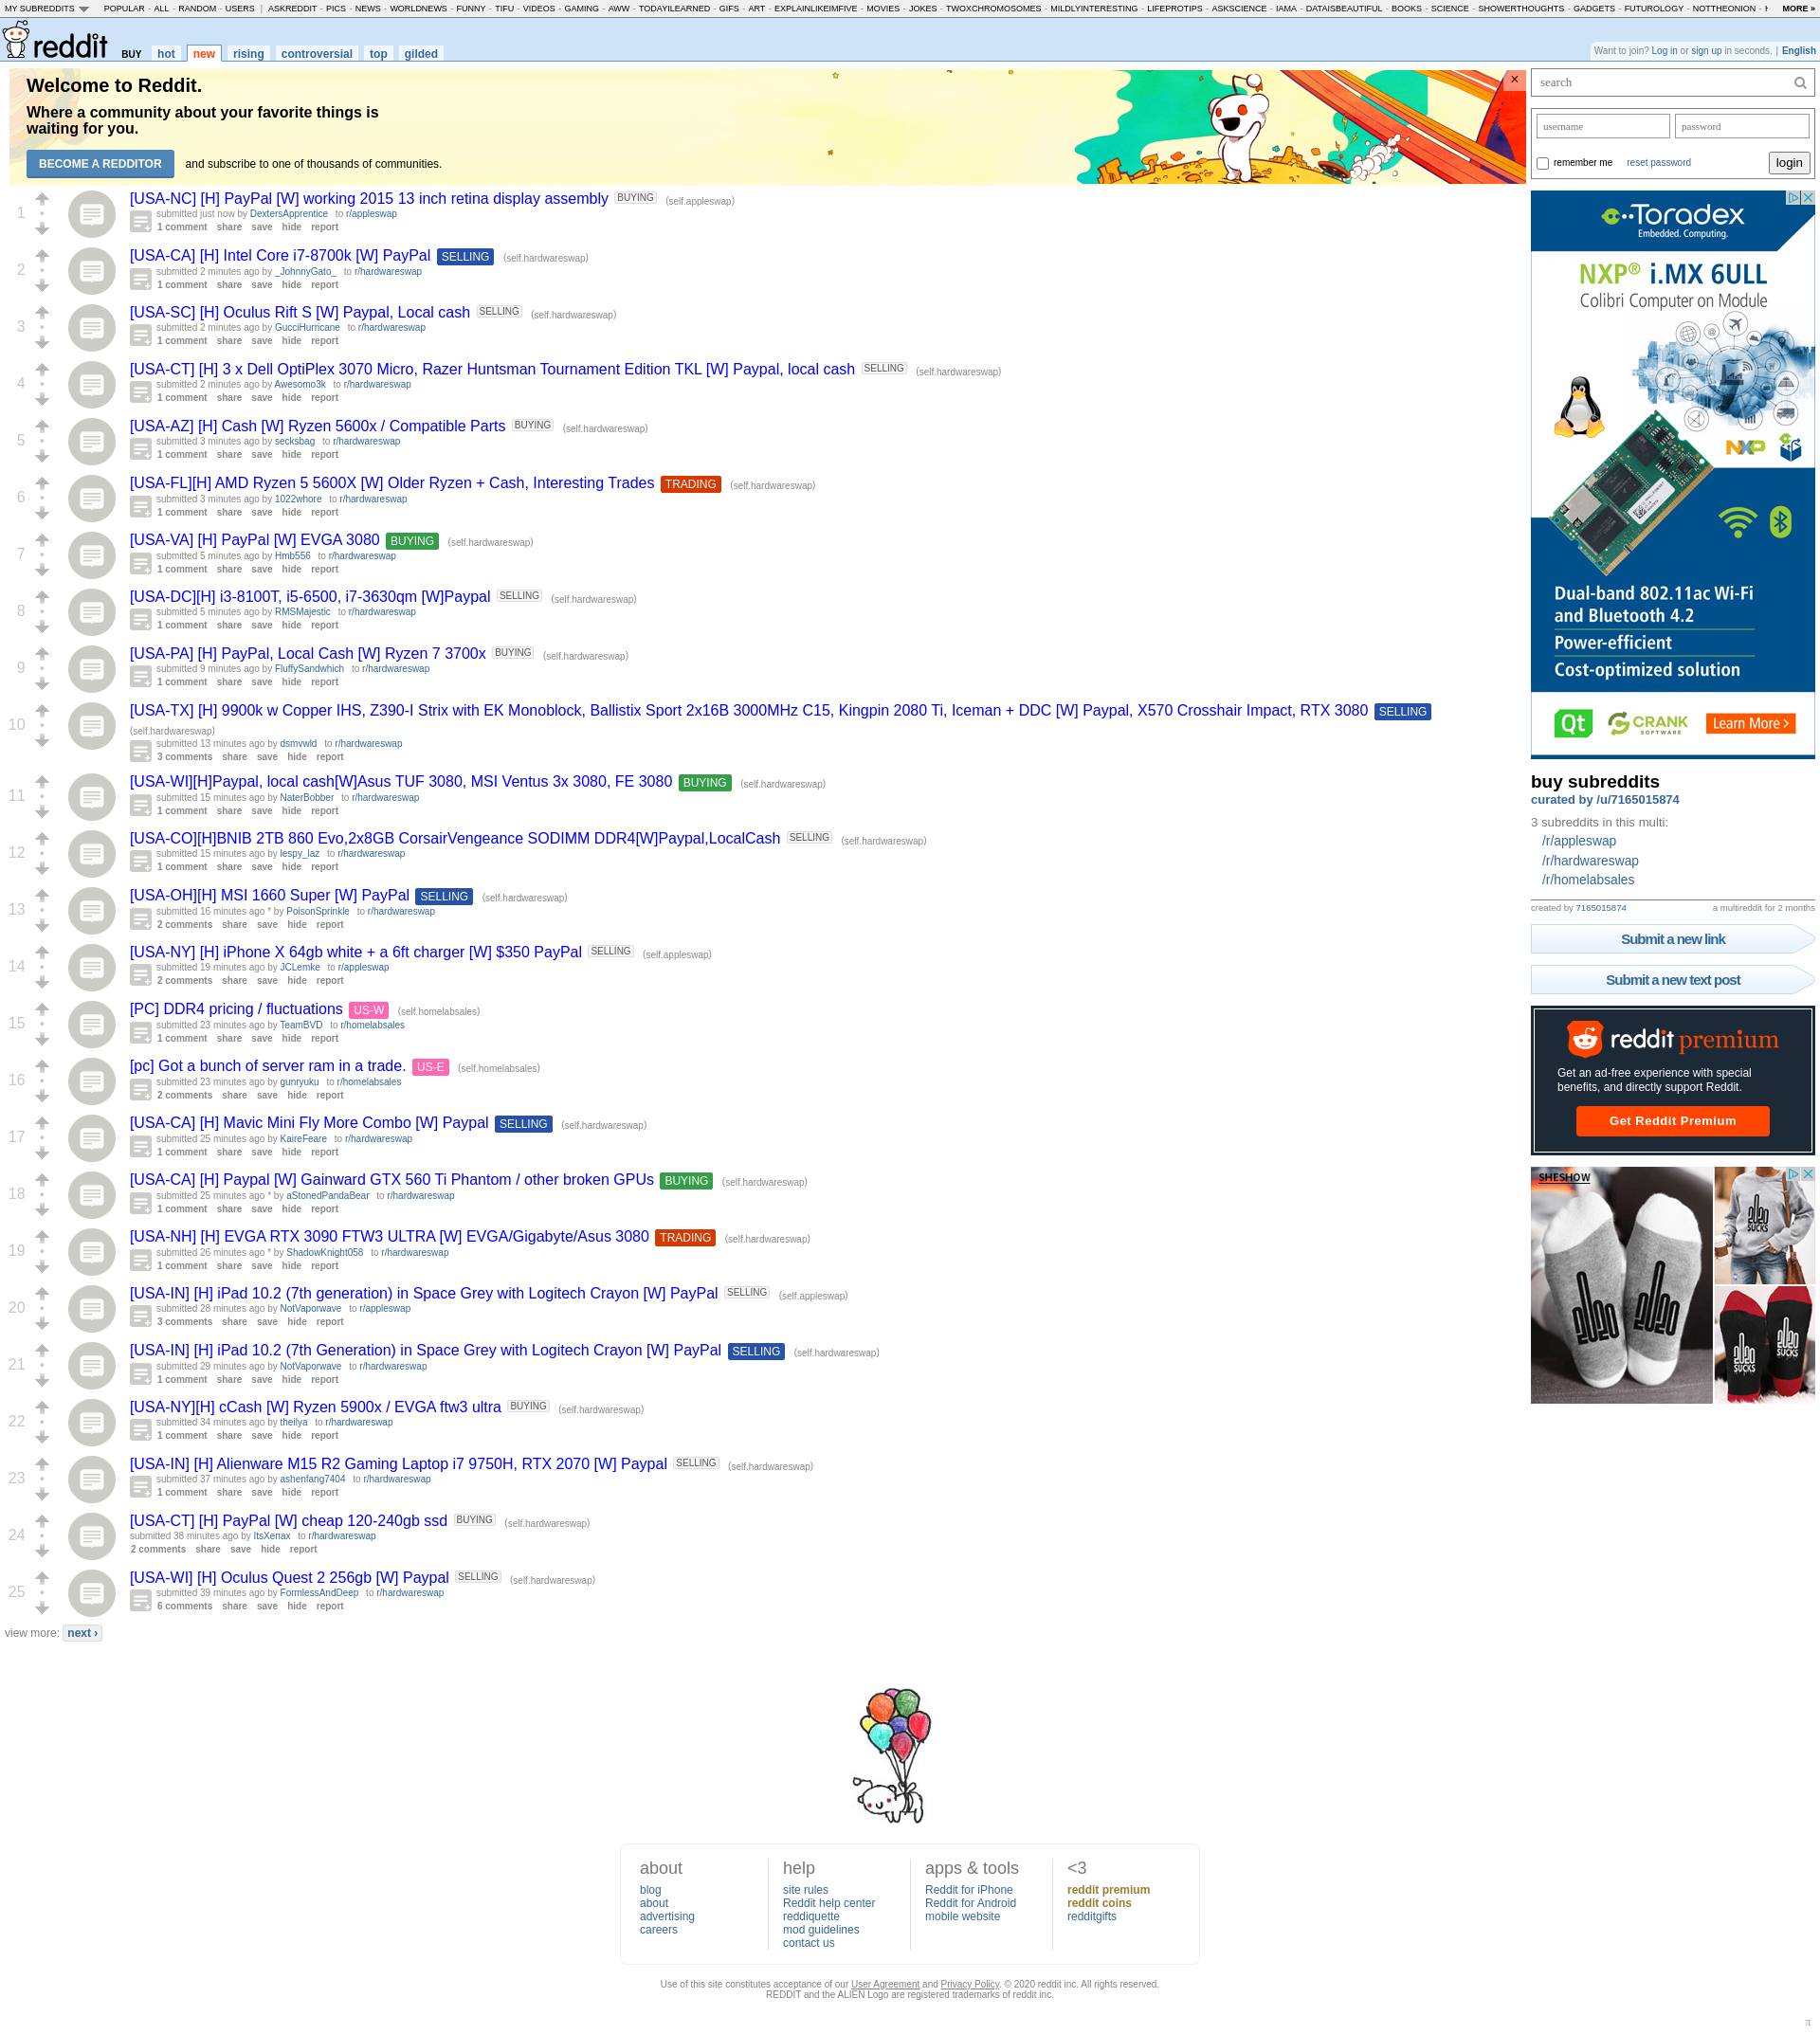 MY SUBREDDITS POPULAR - ALL - RANDOM - USERS | ASKREDDIT - PICS - NEWS - WORLDNEWS - FUNNY - TIFU - VIDEOS - GAMING - AWW - TODAYILEARNED - GIFS - ART - EXPLAINLIKEIMFIVE - MOVIES - JOKES - TWOXCHROMOSOMES - MILDLYINTERESTING - LIFEPROTIPS - ASKSCIENCE - IAMA - DATAISBEAUTIFUL - BOOKS - SCIENCE - SHOWERTHOUGHTS - GADGETS - FUTUROLOGY - NOTTHEONION - MORE »
reddit BUY hot new rising controversial top gilded
Want to join? Log in or sign up in seconds. | English
Welcome to Reddit.
Where a community about your favorite things is
waiting for you.
BECOME A REDDITOR and subscribe to one of thousands of communities.
1
[USA-NC] [H] PayPal [W] working 2015 13 inch retina display assembly BUYING (self.appleswap)
submitted just now by DextersApprentice to r/appleswap
1 comment share save hide report
2
[USA-CA] [H] Intel Core i7-8700k [W] PayPal SELLING (self.hardwareswap)
submitted 2 minutes ago by _JohnnyGato_ to r/hardwareswap
1 comment share save hide report
3
[USA-SC] [H] Oculus Rift S [W] Paypal, Local cash SELLING (self.hardwareswap)
submitted 2 minutes ago by GucciHurricane to r/hardwareswap
1 comment share save hide report
4
[USA-CT] [H] 3 x Dell OptiPlex 3070 Micro, Razer Huntsman Tournament Edition TKL [W] Paypal, local cash SELLING (self.hardwareswap)
submitted 2 minutes ago by Awesomo3k to r/hardwareswap
1 comment share save hide report
5
[USA-AZ] [H] Cash [W] Ryzen 5600x / Compatible Parts BUYING (self.hardwareswap)
submitted 3 minutes ago by secksbag to r/hardwareswap
1 comment share save hide report
6
[USA-FL][H] AMD Ryzen 5 5600X [W] Older Ryzen + Cash, Interesting Trades TRADING (self.hardwareswap)
submitted 3 minutes ago by 1022whore to r/hardwareswap
1 comment share save hide report
7
[USA-VA] [H] PayPal [W] EVGA 3080 BUYING (self.hardwareswap)
submitted 5 minutes ago by Hmb556 to r/hardwareswap
1 comment share save hide report
8
[USA-DC][H] i3-8100T, i5-6500, i7-3630qm [W]Paypal SELLING (self.hardwareswap)
submitted 5 minutes ago by RMSMajestic to r/hardwareswap
1 comment share save hide report
9
[USA-PA] [H] PayPal, Local Cash [W] Ryzen 7 3700x BUYING (self.hardwareswap)
submitted 9 minutes ago by FluffySandwhich to r/hardwareswap
1 comment share save hide report
10
[USA-TX] [H] 9900k w Copper IHS, Z390-I Strix with EK Monoblock, Ballistix Sport 2x16B 3000MHz C15, Kingpin 2080 Ti, Iceman + DDC [W] Paypal, X570 Crosshair Impact, RTX 3080 SELLING
(self.hardwareswap)
submitted 13 minutes ago by dsmvwld to r/hardwareswap
3 comments share save hide report
11
[USA-WI][H]Paypal, local cash[W]Asus TUF 3080, MSI Ventus 3x 3080, FE 3080 BUYING (self.hardwareswap)
submitted 15 minutes ago by NaterBobber to r/hardwareswap
1 comment share save hide report
12
[USA-CO][H]BNIB 2TB 860 Evo,2x8GB CorsairVengeance SODIMM DDR4[W]Paypal,LocalCash SELLING (self.hardwareswap)
submitted 15 minutes ago by lespy_laz to r/hardwareswap
1 comment share save hide report
13
[USA-OH][H] MSI 1660 Super [W] PayPal SELLING (self.hardwareswap)
submitted 16 minutes ago * by PoisonSprinkle to r/hardwareswap
2 comments share save hide report
14
[USA-NY] [H] iPhone X 64gb white + a 6ft charger [W] $350 PayPal SELLING (self.appleswap)
submitted 19 minutes ago by JCLemke to r/appleswap
2 comments share save hide report
15
[PC] DDR4 pricing / fluctuations US-W (self.homelabsales)
submitted 23 minutes ago by TeamBVD to r/homelabsales
1 comment share save hide report
16
[pc] Got a bunch of server ram in a trade. US-E (self.homelabsales)
submitted 23 minutes ago by gunryuku to r/homelabsales
2 comments share save hide report
17
[USA-CA] [H] Mavic Mini Fly More Combo [W] Paypal SELLING (self.hardwareswap)
submitted 25 minutes ago by KaireFeare to r/hardwareswap
1 comment share save hide report
18
[USA-CA] [H] Paypal [W] Gainward GTX 560 Ti Phantom / other broken GPUs BUYING (self.hardwareswap)
submitted 25 minutes ago * by aStonedPandaBear to r/hardwareswap
1 comment share save hide report
19
[USA-NH] [H] EVGA RTX 3090 FTW3 ULTRA [W] EVGA/Gigabyte/Asus 3080 TRADING (self.hardwareswap)
submitted 26 minutes ago * by ShadowKnight058 to r/hardwareswap
1 comment share save hide report
20
[USA-IN] [H] iPad 10.2 (7th generation) in Space Grey with Logitech Crayon [W] PayPal SELLING (self.appleswap)
submitted 28 minutes ago by NotVaporwave to r/appleswap
3 comments share save hide report
21
[USA-IN] [H] iPad 10.2 (7th Generation) in Space Grey with Logitech Crayon [W] PayPal SELLING (self.hardwareswap)
submitted 29 minutes ago by NotVaporwave to r/hardwareswap
1 comment share save hide report
22
[USA-NY][H] cCash [W] Ryzen 5900x / EVGA ftw3 ultra BUYING (self.hardwareswap)
submitted 34 minutes ago by theilya to r/hardwareswap
1 comment share save hide report
23
[USA-IN] [H] Alienware M15 R2 Gaming Laptop i7 9750H, RTX 2070 [W] Paypal SELLING (self.hardwareswap)
submitted 37 minutes ago by ashenfang7404 to r/hardwareswap
1 comment share save hide report
24
[USA-CT] [H] PayPal [W] cheap 120-240gb ssd BUYING (self.hardwareswap)
submitted 38 minutes ago by ItsXenax to r/hardwareswap
2 comments share save hide report
25
[USA-WI] [H] Oculus Quest 2 256gb [W] Paypal SELLING (self.hardwareswap)
submitted 39 minutes ago by FormlessAndDeep to r/hardwareswap
6 comments share save hide report
view more: next ›
search
username password
remember me reset password login
Toradex
Embedded. Computing.
NXP® i.MX 6ULL
Colibri Computer on Module
NXP
Dual-band 802.11ac Wi-Fi
and Bluetooth 4.2
Power-efficient
Cost-optimized solution
Qt CRANK SOFTWARE Learn More >
buy subreddits
curated by /u/7165015874
3 subreddits in this multi:
/r/appleswap
/r/hardwareswap
/r/homelabsales
created by 7165015874 a multireddit for 2 months
Submit a new link
Submit a new text post
reddit premium
Get an ad-free experience with special
benefits, and directly support Reddit.
Get Reddit Premium
SHESHOW
2020
SUCKS
2020
2020
2020
SUCKS
2020
SUCKS
about
blog
about
advertising
careers
help
site rules
Reddit help center
reddiquette
mod guidelines
contact us
apps & tools
Reddit for iPhone
Reddit for Android
mobile website
<3
reddit premium
reddit coins
redditgifts
Use of this site constitutes acceptance of our User Agreement and Privacy Policy. © 2020 reddit inc. All rights reserved.
REDDIT and the ALIEN Logo are registered trademarks of reddit inc.
π